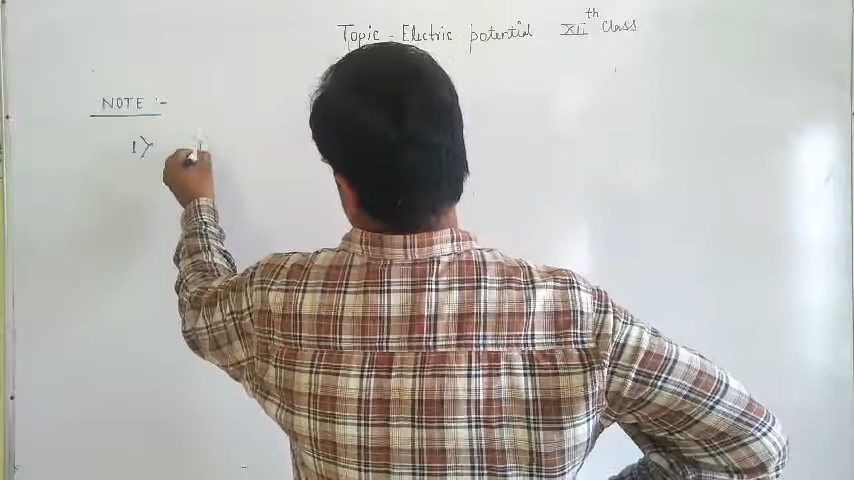 Topic - Electric potential XII th Class
NOTE :-
1>